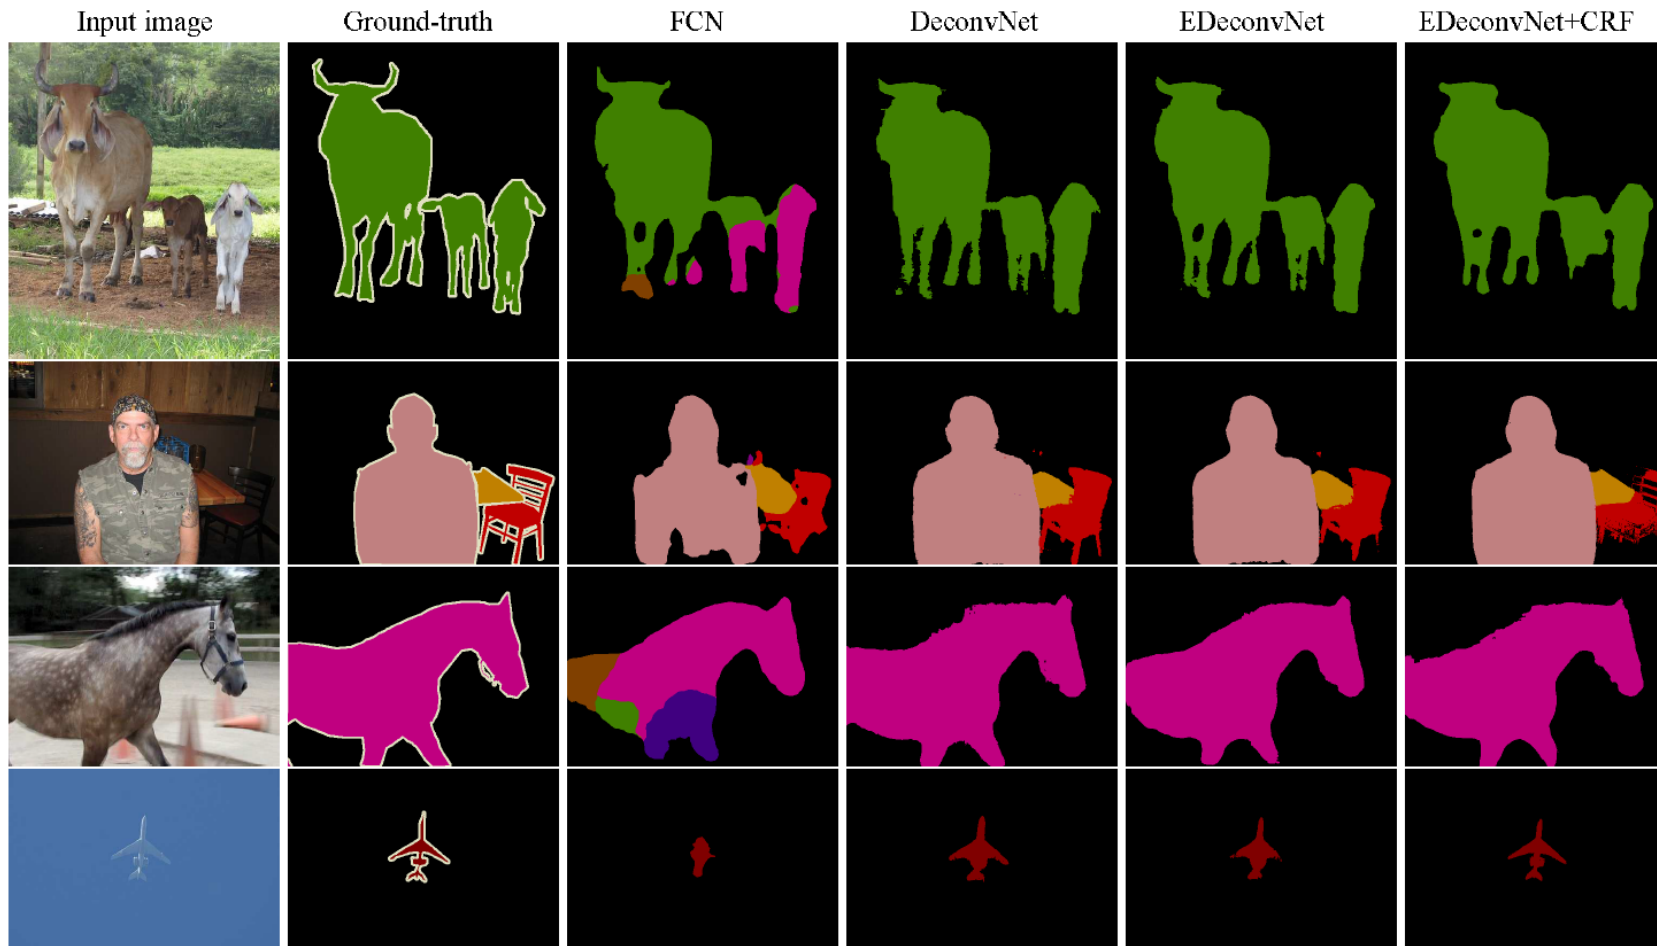 Input image
Ground-truth
FCN
DeconvNet
EDeconvNet
EDeconvNet+CRF